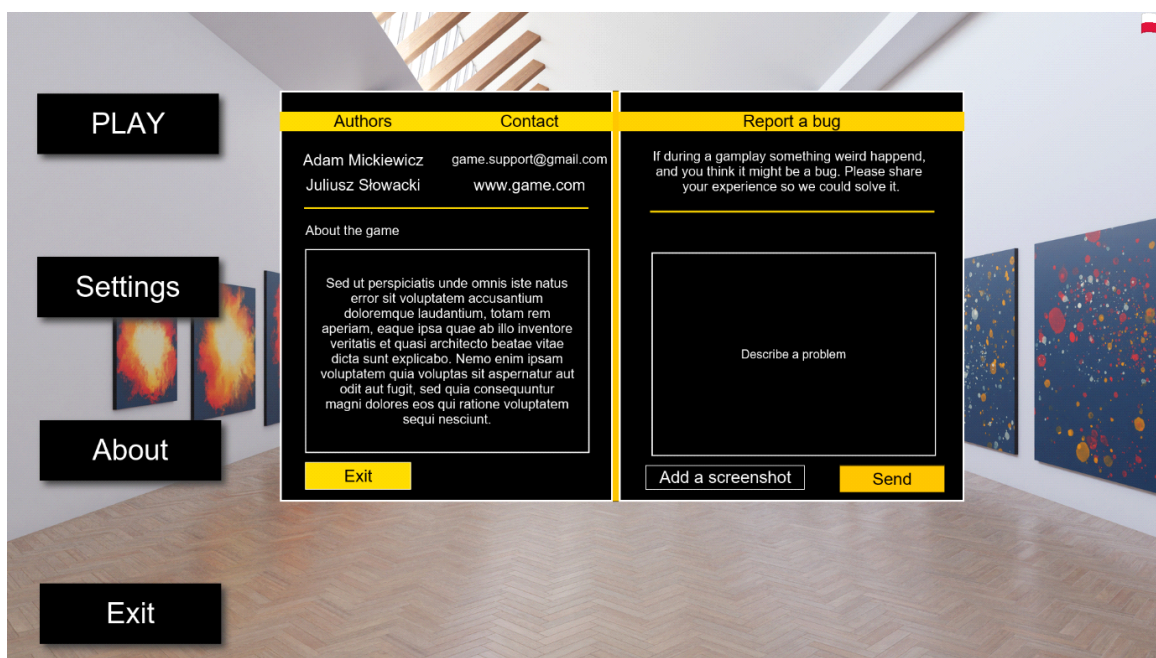 PLAY
Settings
About
Exit
Authors Contact
Adam Mickiewicz game.support@gmail.com
Juliusz Słowacki www.game.com
About the game
Sed ut perspiciatis unde omnis iste natus
error sit voluptatem accusantium
doloremque laudantium, totam rem
aperiam, eaque ipsa quae ab illo inventore
veritatis et quasi architecto beatae vitae
dicta sunt explicabo. Nemo enim ipsam
voluptatem quia voluptas sit aspernatur aut
odit aut fugit, sed quia consequuntur
magni dolores eos qui ratione voluptatem
sequi nesciunt.
Exit
Report a bug
If during a gamplay something weird happend,
and you think it might be a bug. Please share
your experience so we could solve it.
Describe a problem
Add a screenshot Send